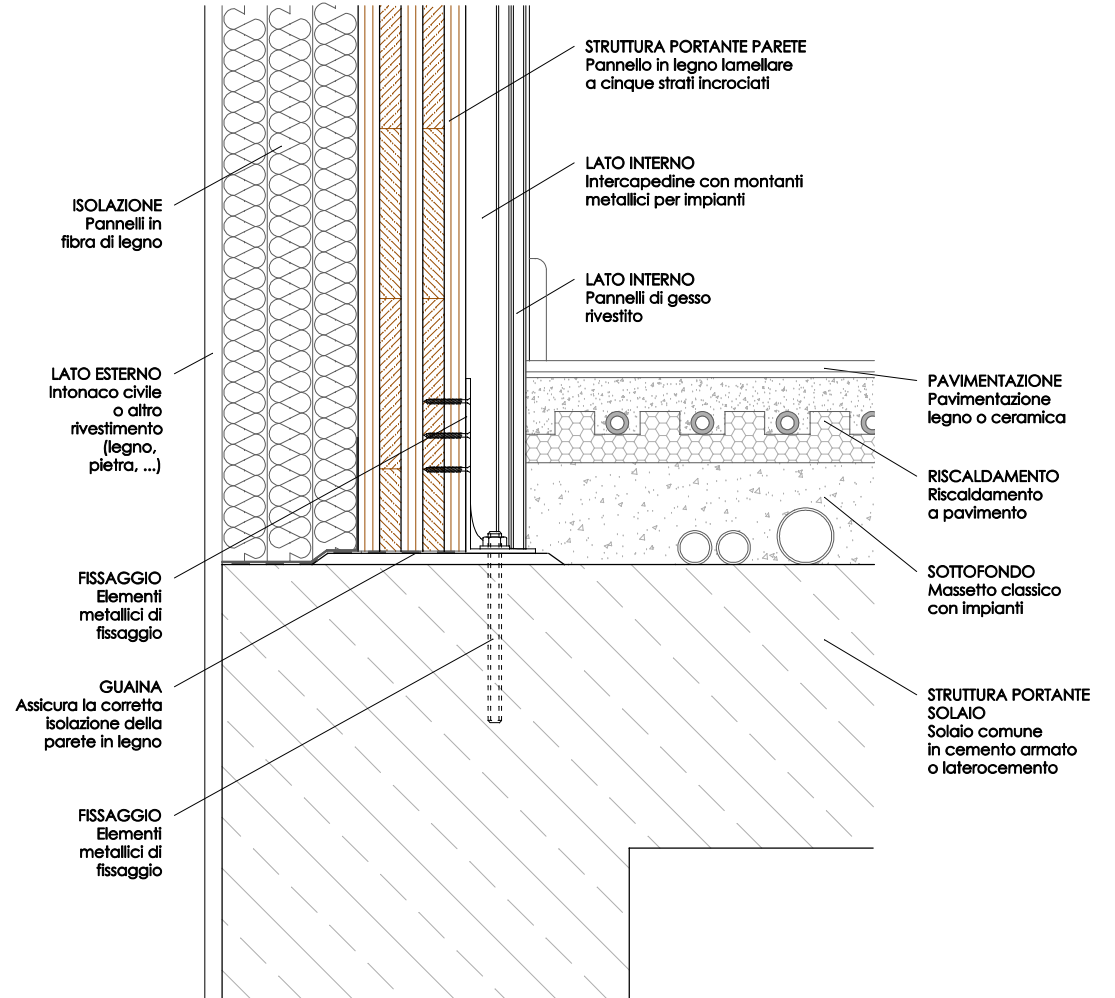 STRUTTURA PORTANTE PARETE
Pannello in legno lamellare
a cinque strati incrociati
LATO INTERNO
Intercapedine con montanti
metallici per impianti
LATO INTERNO
Pannelli di gesso
rivestito
ISOLAZIONE
Pannelli in
fibra di legno
LATO ESTERNO
Intonaco civile
o altro
rivestimento
(legno,
pietra, ...)
FISSAGGIO
Elementi
metallici di
fissaggio
GUAINA
Assicura la corretta
isolazione della
parete in legno
FISSAGGIO
Elementi
metallici di
fissaggio
PAVIMENTAZIONE
Pavimentazione
legno o ceramica
RISCALDAMENTO
Riscaldamento
a pavimento
SOTTOFONDO
Massetto classico
con impianti
STRUTTURA PORTANTE
SOLAIO
Solaio comune
in cemento armato
o laterocemento